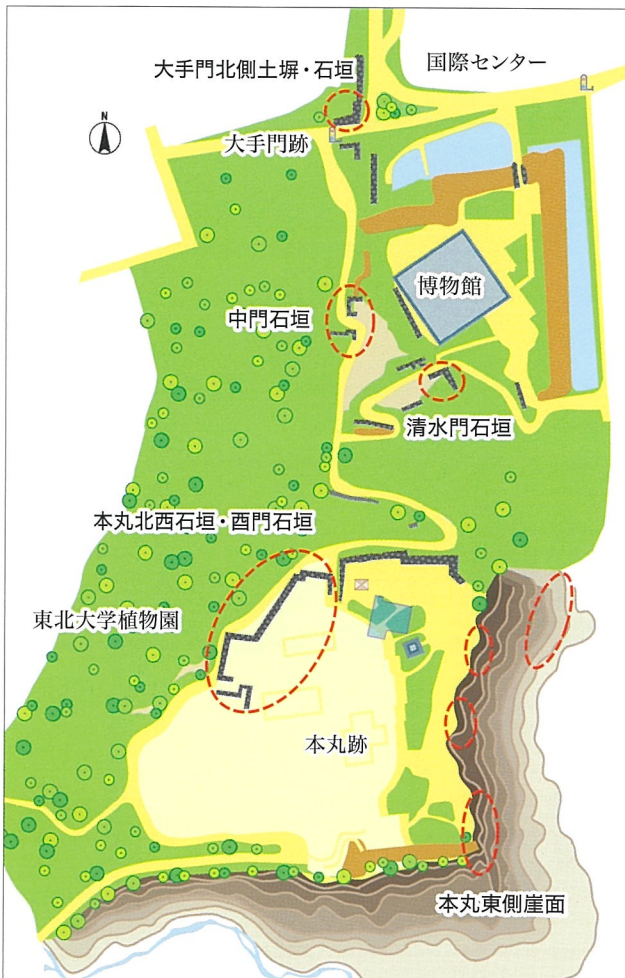 大手門北側土塀・石垣
国際センター
N
大手門跡
博物館
中門石垣
清水門石垣
本丸北西石垣・酉門石垣
東北大学植物園
本丸跡
本丸東側崖面